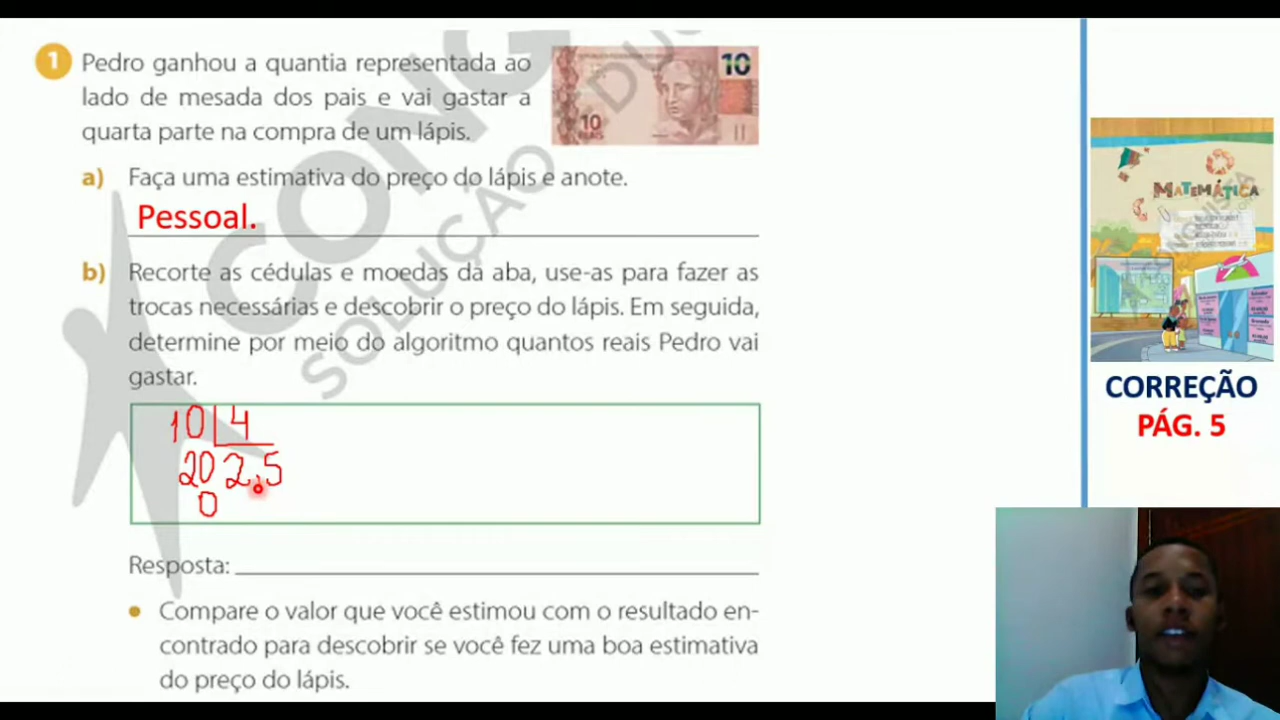 1 Pedro ganhou a quantia representada ao
lado de mesada dos pais e vai gastar a
quarta parte na compra de um lápis.
10
10
REAIS
a) Faça uma estimativa do preço do lápis e anote.
Pessoal.
b) Recorte as cédulas e moedas da aba, use-as para fazer as
trocas necessárias e descobrir o preço do lápis. Em seguida,
determine por meio do algoritmo quantos reais Pedro vai
gastar.
10 4
20 2,5
0
Resposta:
• Compare o valor que você estimou com o resultado en-
contrado para descobrir se você fez uma boa estimativa
do preço do lápis.
MATEMÁTICA
CORREÇÃO
PÁG. 5
CONQ
SOLUÇÃO EDUC